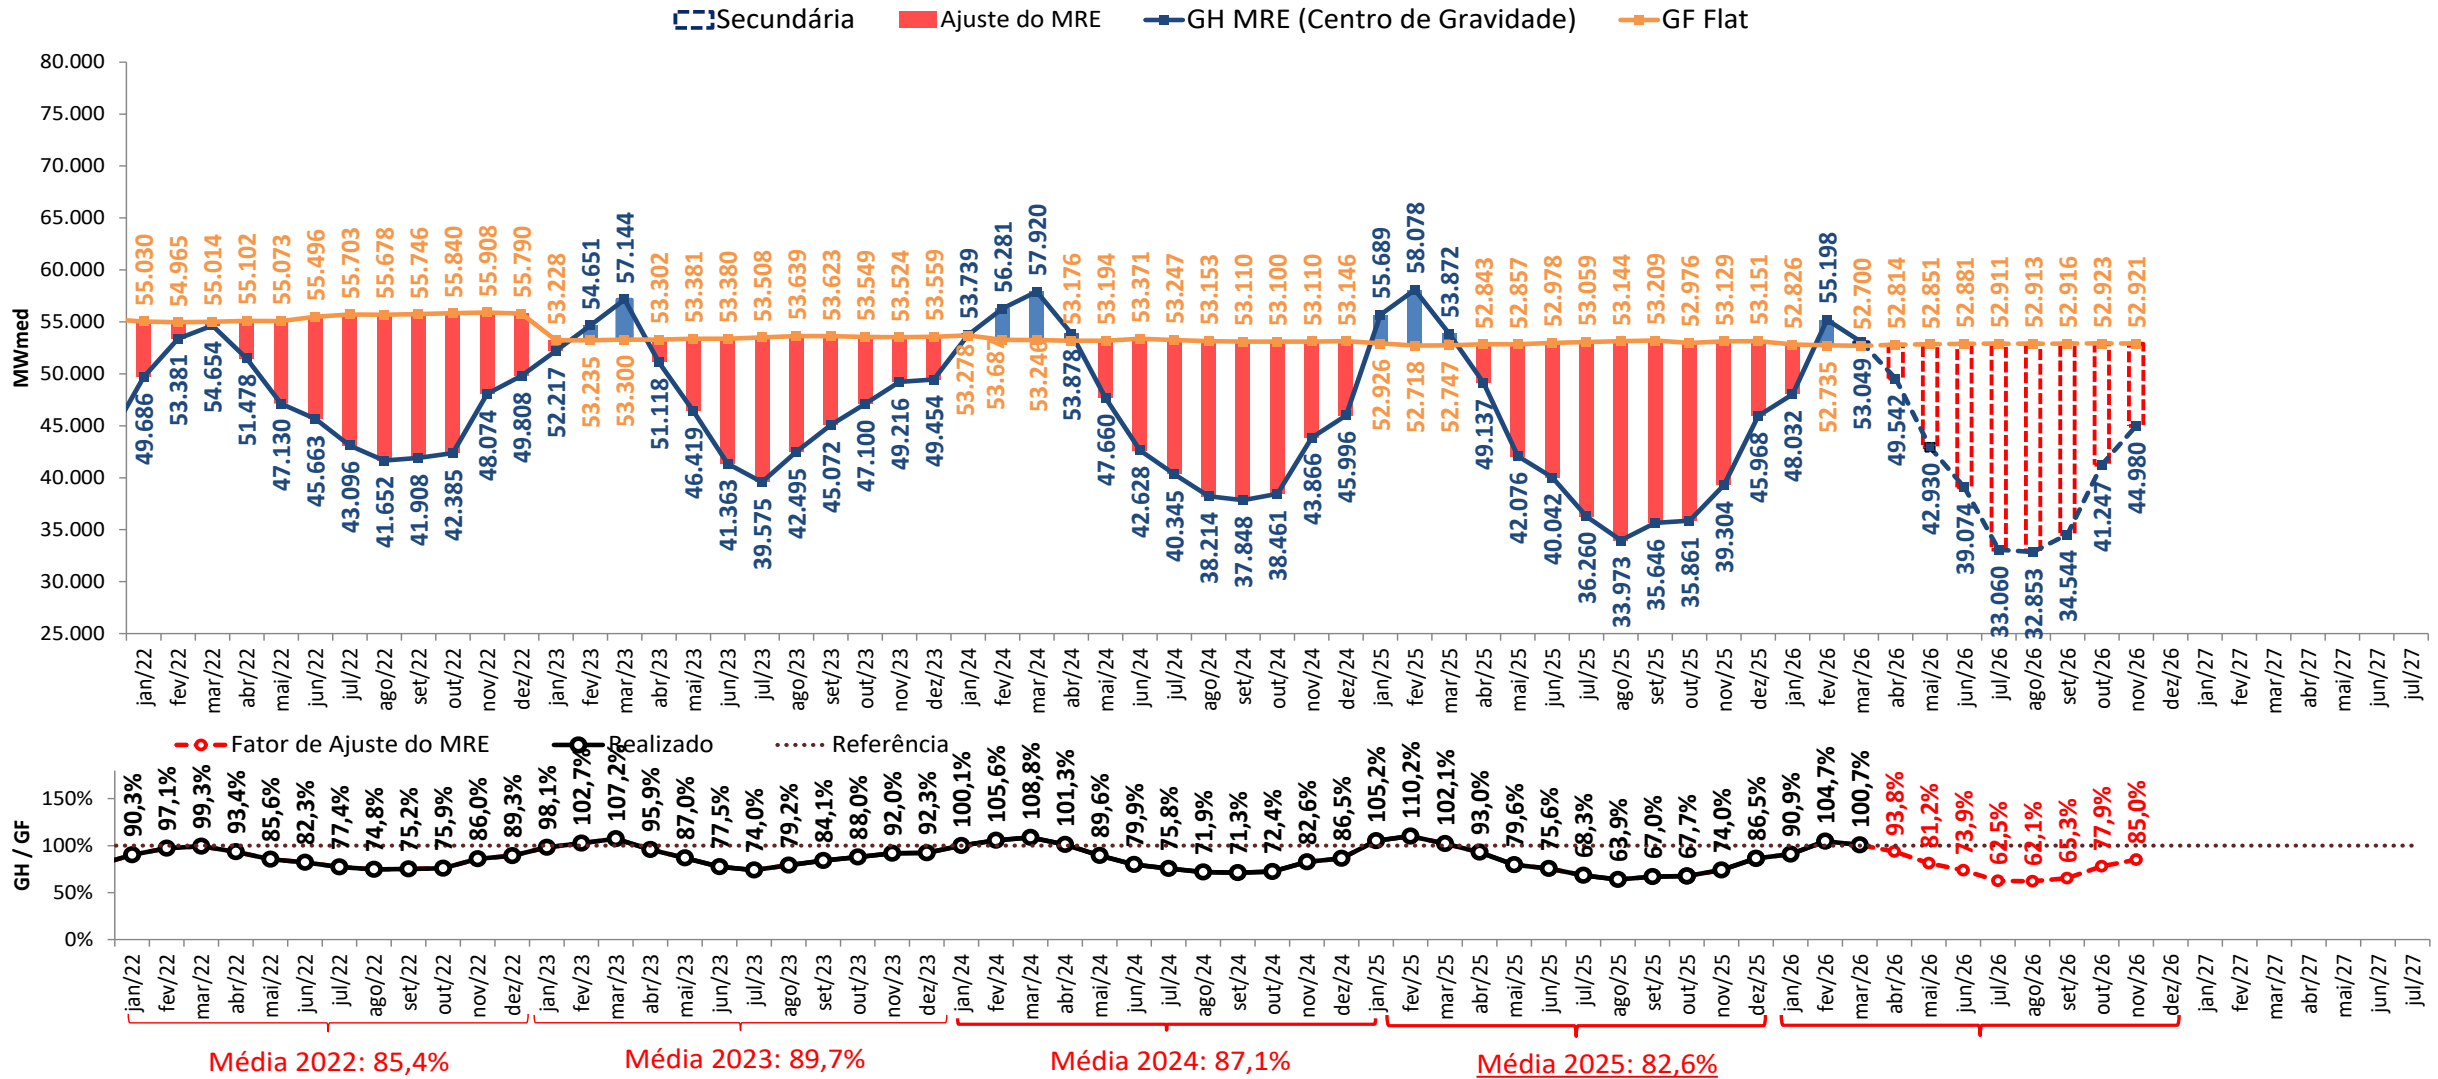 Secundária Ajuste do MRE GH MRE (Centro de Gravidade) GF Flat
MWmed
80.000
75.000
70.000
65.000
60.000
55.000
50.000
45.000
40.000
35.000
30.000
25.000
55.030 54.965 55.014 55.102 55.073 55.496 55.703 55.678 55.746 55.840 55.908 55.790 53.228 53.235 53.300 53.302 53.381 53.380 53.508 53.639 53.623 53.549 53.524 53.559 53.278 53.687 53.246 53.176 53.194 53.371 53.247 53.153 53.110 53.100 53.110 53.146 52.926 52.718 52.747 52.843 52.857 52.978 53.059 53.144 53.209 52.976 53.129 53.151 52.826 52.735 52.700 52.814 52.851 52.881 52.911 52.913 52.916 52.923 52.921
49.686 53.381 54.654 51.478 47.130 45.663 43.096 41.652 41.908 42.385 48.074 49.808 52.217 54.651 57.144 51.118 46.419 41.363 39.575 42.495 45.072 47.100 49.216 49.454 53.739 56.281 57.920 53.878 47.660 42.628 40.345 38.214 37.848 38.461 43.866 45.996 55.689 58.078 53.872 49.137 42.076 40.042 36.260 33.973 35.646 35.861 39.304 45.968 48.032 55.198 53.049 49.542 42.930 39.074 33.060 32.853 34.544 41.247 44.980
jan/22 fev/22 mar/22 abr/22 mai/22 jun/22 jul/22 ago/22 set/22 out/22 nov/22 dez/22 jan/23 fev/23 mar/23 abr/23 mai/23 jun/23 jul/23 ago/23 set/23 out/23 nov/23 dez/23 jan/24 fev/24 mar/24 abr/24 mai/24 jun/24 jul/24 ago/24 set/24 out/24 nov/24 dez/24 jan/25 fev/25 mar/25 abr/25 mai/25 jun/25 jul/25 ago/25 set/25 out/25 nov/25 dez/25 jan/26 fev/26 mar/26 abr/26 mai/26 jun/26 jul/26 ago/26 set/26 out/26 nov/26 dez/26 jan/27 fev/27 mar/27 abr/27 mai/27 jun/27 jul/27
Fator de Ajuste do MRE Realizado Referência
GH / GF
150%
100%
50%
0%
90,3% 97,1% 99,3% 93,4% 85,6% 82,3% 77,4% 74,8% 75,2% 75,9% 86,0% 89,3% 98,1% 102,7% 107,2% 95,9% 87,0% 77,5% 74,0% 79,2% 84,1% 88,0% 92,0% 92,3% 100,1% 105,6% 108,8% 101,3% 89,6% 79,9% 75,8% 71,9% 71,3% 72,4% 82,6% 86,5% 105,2% 110,2% 102,1% 93,0% 79,6% 75,6% 68,3% 63,9% 67,0% 67,7% 74,0% 86,5% 90,9% 104,7% 100,7% 93,8% 81,2% 73,9% 62,5% 62,1% 65,3% 77,9% 85,0%
jan/22 fev/22 mar/22 abr/22 mai/22 jun/22 jul/22 ago/22 set/22 out/22 nov/22 dez/22 jan/23 fev/23 mar/23 abr/23 mai/23 jun/23 jul/23 ago/23 set/23 out/23 nov/23 dez/23 jan/24 fev/24 mar/24 abr/24 mai/24 jun/24 jul/24 ago/24 set/24 out/24 nov/24 dez/24 jan/25 fev/25 mar/25 abr/25 mai/25 jun/25 jul/25 ago/25 set/25 out/25 nov/25 dez/25 jan/26 fev/26 mar/26 abr/26 mai/26 jun/26 jul/26 ago/26 set/26 out/26 nov/26 dez/26 jan/27 fev/27 mar/27 abr/27 mai/27 jun/27 jul/27
Média 2022: 85,4% Média 2023: 89,7% Média 2024: 87,1% Média 2025: 82,6%